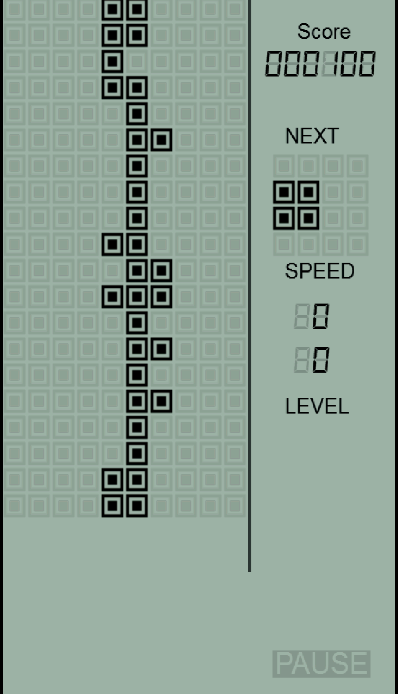 Score
000100
NEXT
SPEED
0
0
LEVEL
PAUSE